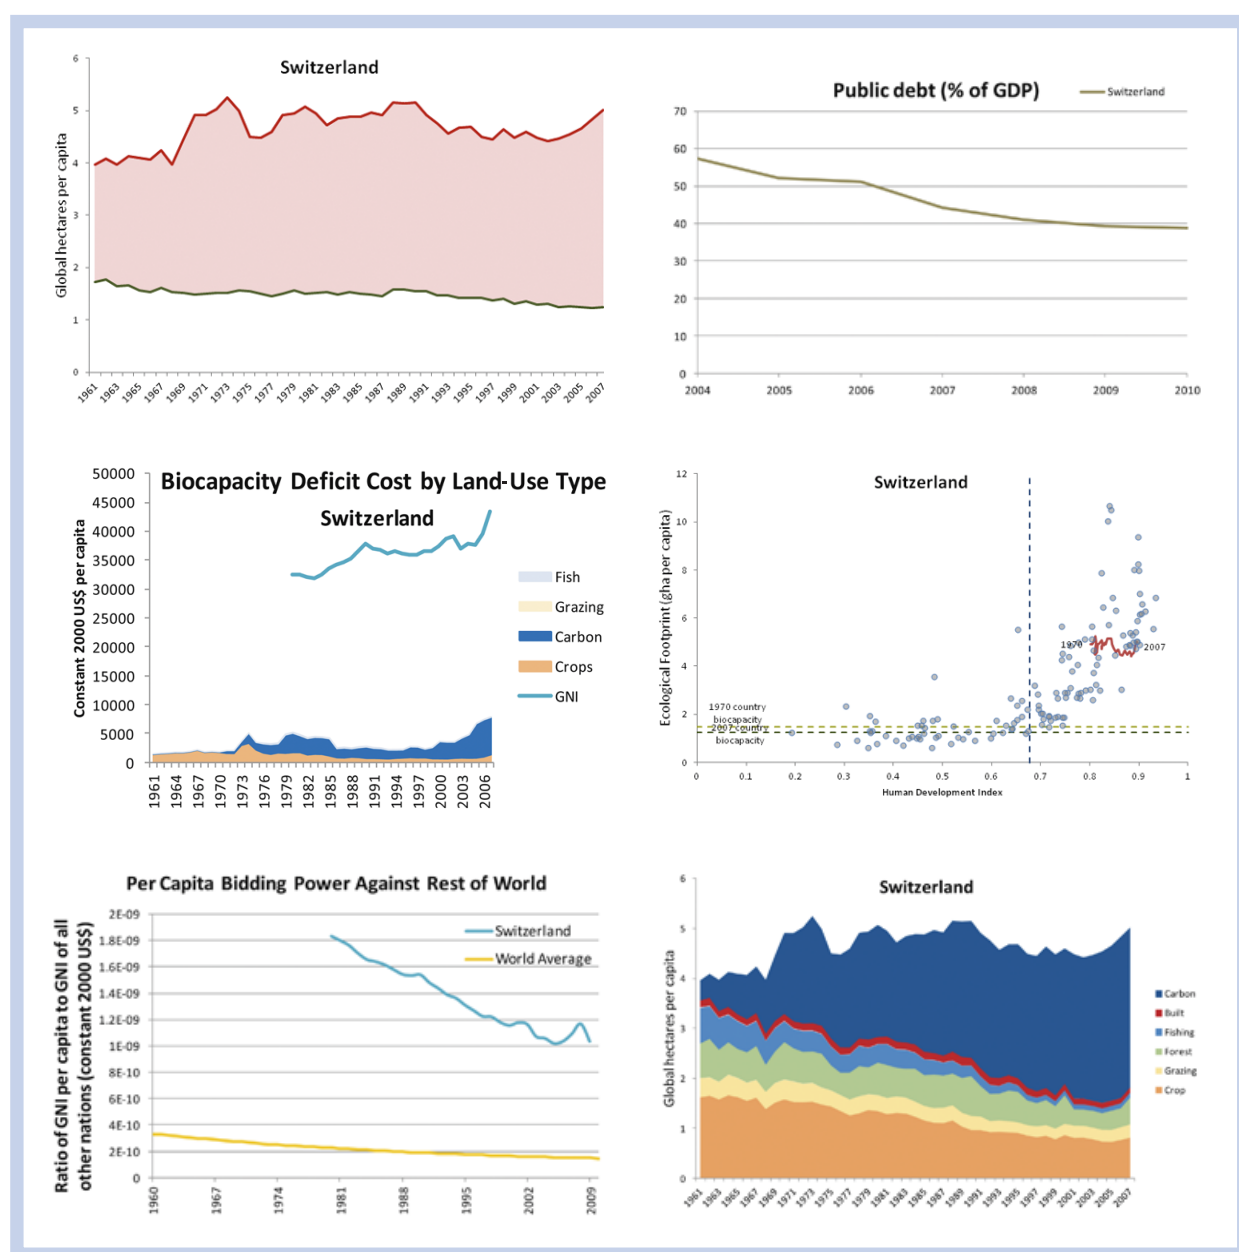 Switzerland
Global hectares per capita
6
5
4
3
2
1
0
1961 1963 1965 1967 1969 1971 1973 1975 1977 1979 1981 1983 1985 1987 1989 1991 1993 1995 1997 1999 2001 2003 2005 2007
Public debt (% of GDP)
Switzerland
70
60
50
40
30
20
10
0
2004 2005 2006 2007 2008 2009 2010
Biocapacity Deficit Cost by Land-Use Type
Switzerland
Constant 2000 US$ per capita
50000
45000
40000
35000
30000
25000
20000
15000
10000
5000
0
1961 1964 1967 1970 1973 1976 1979 1982 1985 1988 1991 1994 1997 2000 2003 2006
Fish
Grazing
Carbon
Crops
GNI
Switzerland
Ecological Footprint (gha per capita)
12
10
8
6
4
2
0
1970
2007
1970 country
biocapacity
2007 country
biocapacity
0 0.1 0.2 0.3 0.4 0.5 0.6 0.7 0.8 0.9 1
Human Development Index
Per Capita Bidding Power Against Rest of World
Ratio of GNI per capita to GNI of all
other nations (constant 2000 US$)
2E-09
1.8E-09
1.6E-09
1.4E-09
1.2E-09
1E-09
8E-10
6E-10
4E-10
2E-10
0
Switzerland
World Average
1960 1967 1974 1981 1988 1995 2002 2009
Switzerland
Global hectares per capita
6
5
4
3
2
1
0
Carbon
Built
Fishing
Forest
Grazing
Crop
1961 1963 1965 1967 1969 1971 1973 1975 1977 1979 1981 1983 1985 1987 1989 1991 1993 1995 1997 1999 2001 2003 2005 2007